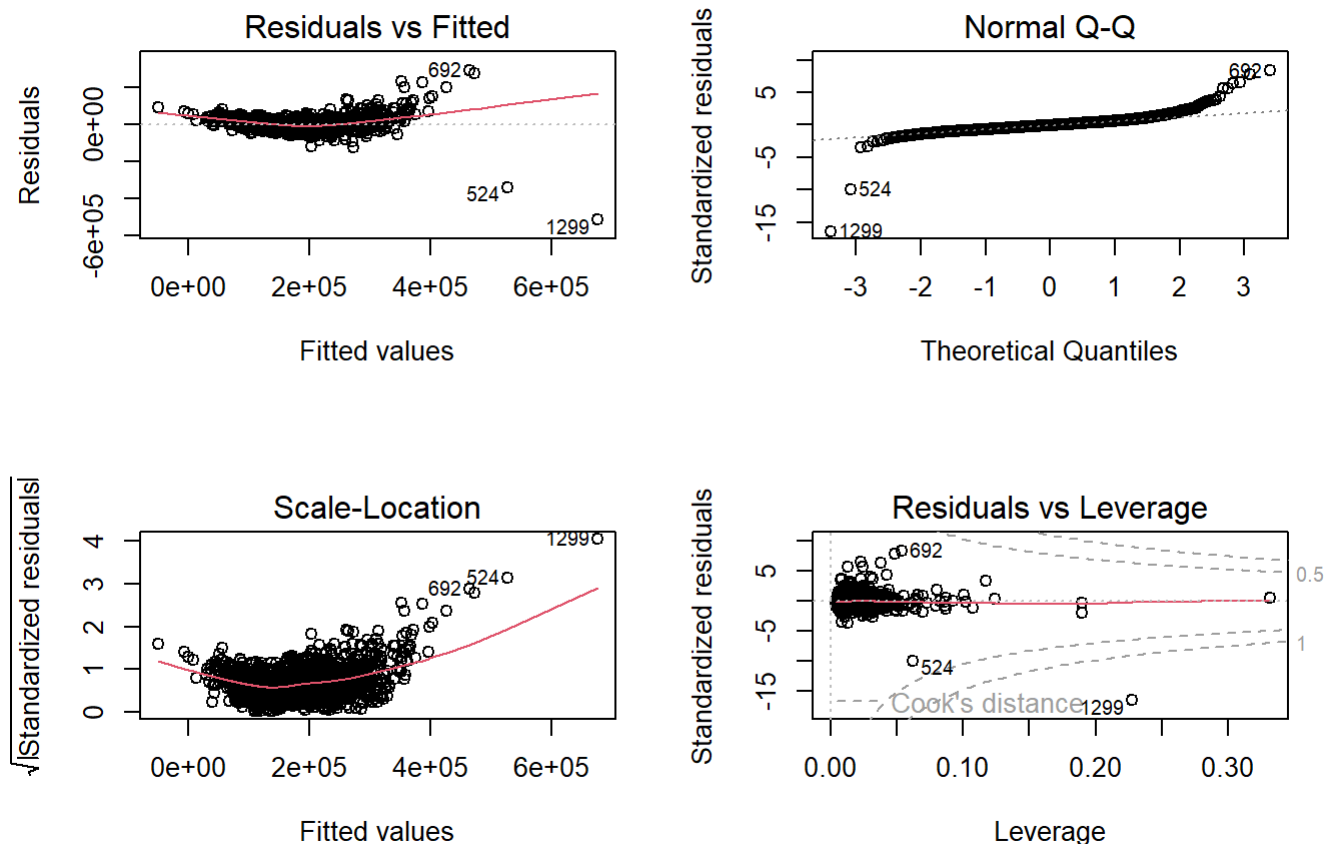 Residuals vs Fitted
Residuals
0e+00
-6e+05
692
524
1299
0e+00 2e+05 4e+05 6e+05
Fitted values
Normal Q-Q
Standardized residuals
5
-5
-15
692
524
1299
-3 -2 -1 0 1 2 3
Theoretical Quantiles
Scale-Location
√|Standardized residuals|
4
3
2
1
0
1299
692
524
0e+00 2e+05 4e+05 6e+05
Fitted values
Residuals vs Leverage
Standardized residuals
5
-5
-15
692
524
1299
Cook's distance
0.5
1
0.00 0.10 0.20 0.30
Leverage